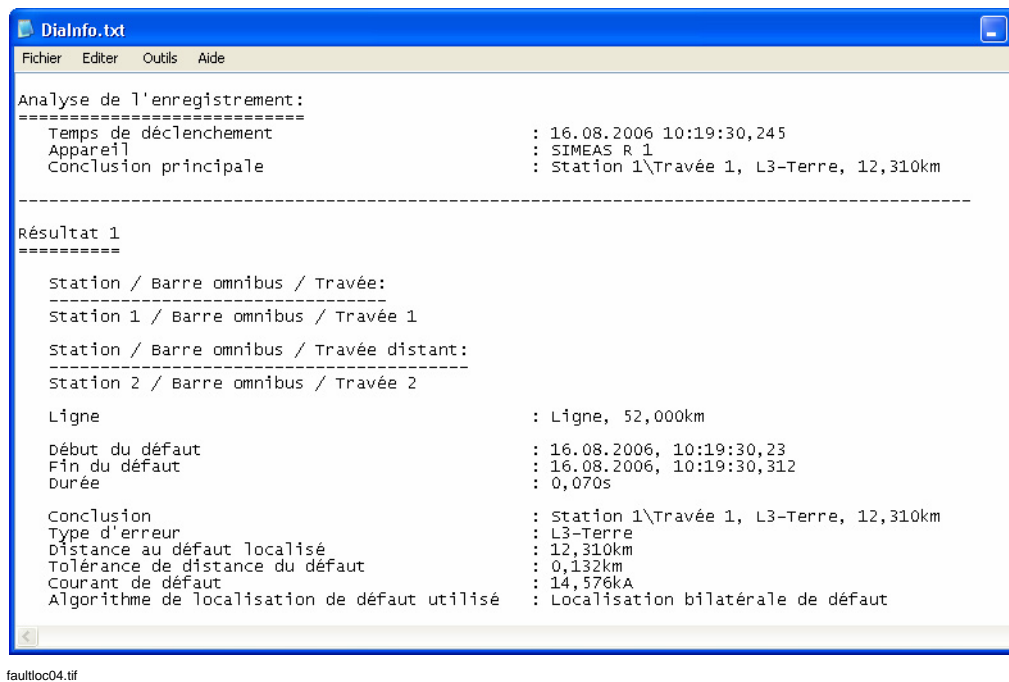 DiaInfo.txt
Fichier Editer Outils Aide
Analyse de l'enregistrement:
============================
Temps de déclenchement : 16.08.2006 10:19:30,245
Appareil : SIMEAS R 1
Conclusion principale : Station 1\Travée 1, L3-Terre, 12,310km
---------------------------------------------------------------------------------------------
Résultat 1
==========
Station / Barre omnibus / Travée:
---------------------------------
Station 1 / Barre omnibus / Travée 1
Station / Barre omnibus / Travée distant:
-----------------------------------------
Station 2 / Barre omnibus / Travée 2
Ligne : Ligne, 52,000km
Début du défaut : 16.08.2006, 10:19:30,23
Fin du défaut : 16.08.2006, 10:19:30,312
Durée : 0,070s
Conclusion : Station 1\Travée 1, L3-Terre, 12,310km
Type d'erreur : L3-Terre
Distance au défaut localisé : 12,310km
Tolérance de distance du défaut : 0,132km
Courant de défaut : 14,576kA
Algorithme de localisation de défaut utilisé : Localisation bilatérale de défaut
faultloc04.tif